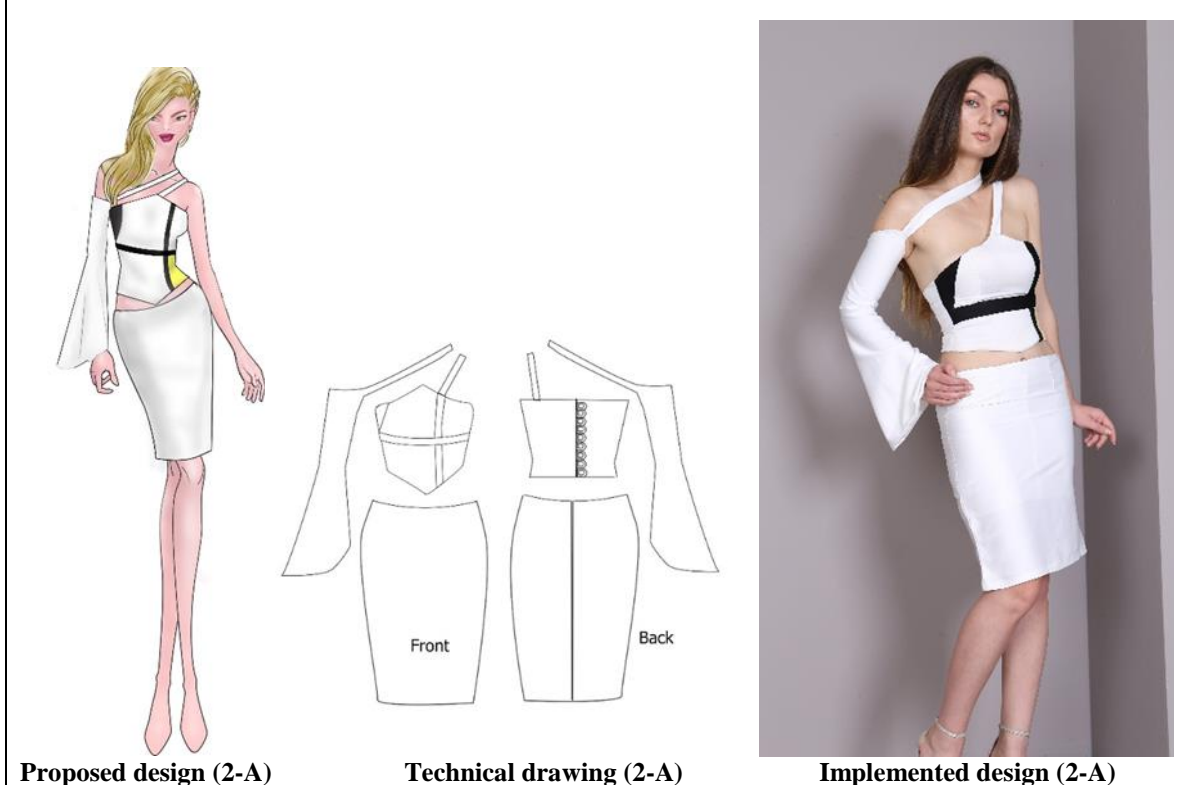 Front
Back
Proposed design (2-A)
Technical drawing (2-A)
Implemented design (2-A)